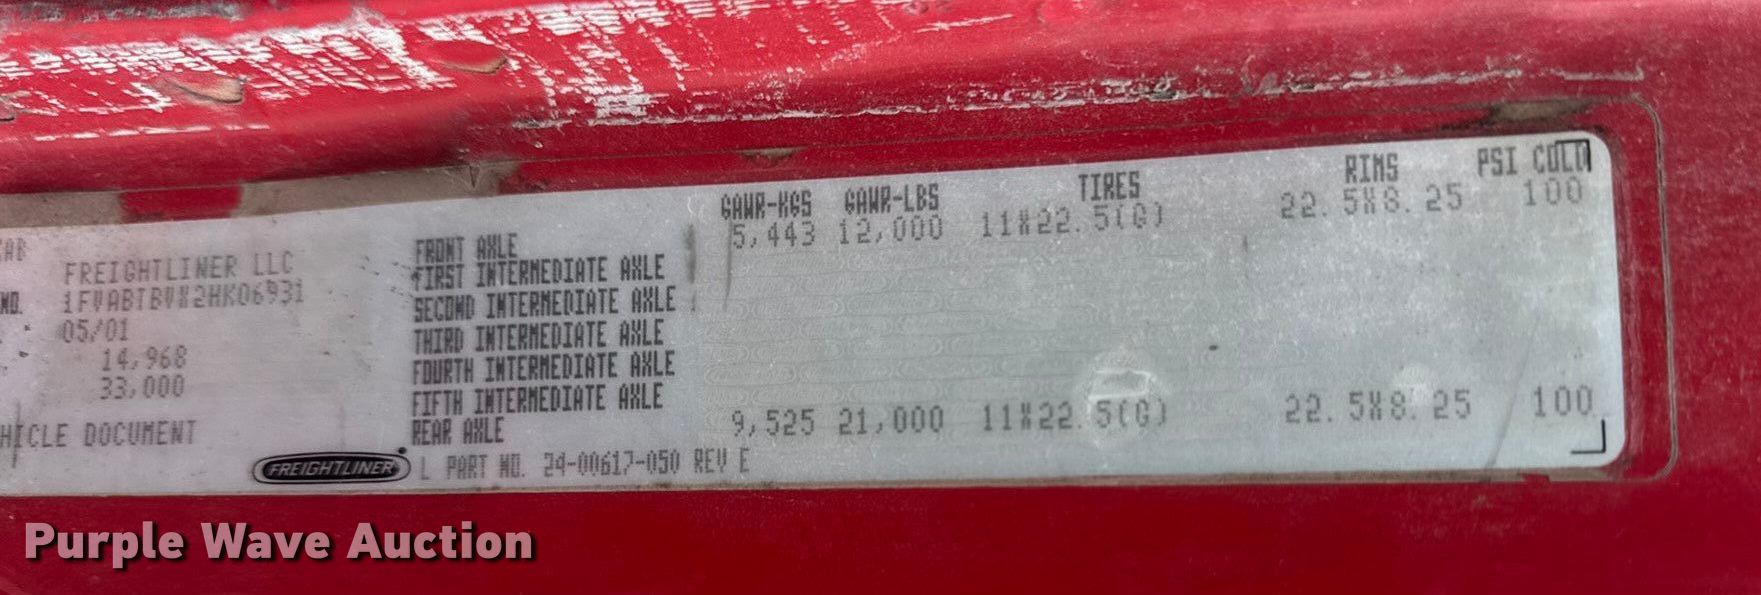 GAWR-KGS GAWR-LBS TIRES RIMS PSI COLD
CAB
FREIGHTLINER LLC
NO. 1FVABTBVX2HK06931
05/01
14,968
33,000
HICLE DOCUMENT
FRONT AXLE 5,443 12,000 11X22.5(G) 22.5X8.25 100
FIRST INTERMEDIATE AXLE
SECOND INTERMEDIATE AXLE
THIRD INTERMEDIATE AXLE
FOURTH INTERMEDIATE AXLE
FIFTH INTERMEDIATE AXLE
REAR AXLE 9,525 21,000 11X22.5(G) 22.5X8.25 100
FREIGHTLINER L PART NO. 24-00617-050 REV E
Purple Wave Auction